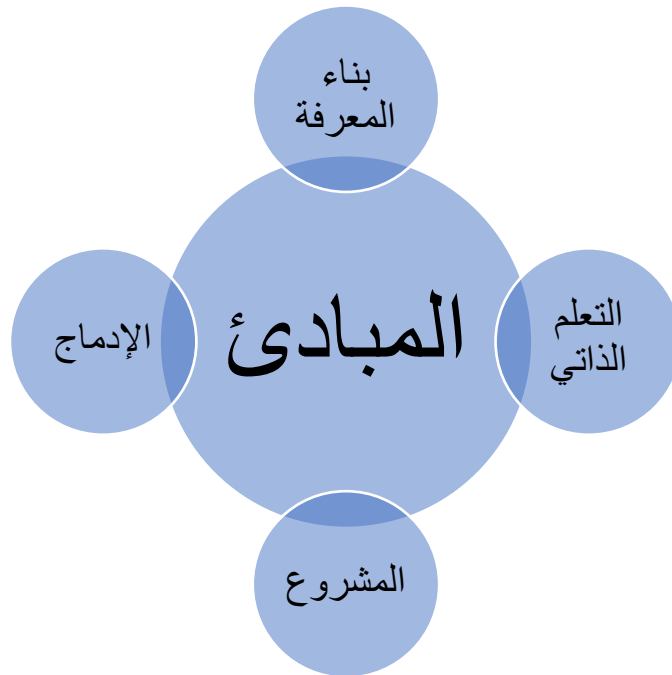 بناء
المعرفة
المبادئ
التعلم
الذاتي
الإدماج
المشروع